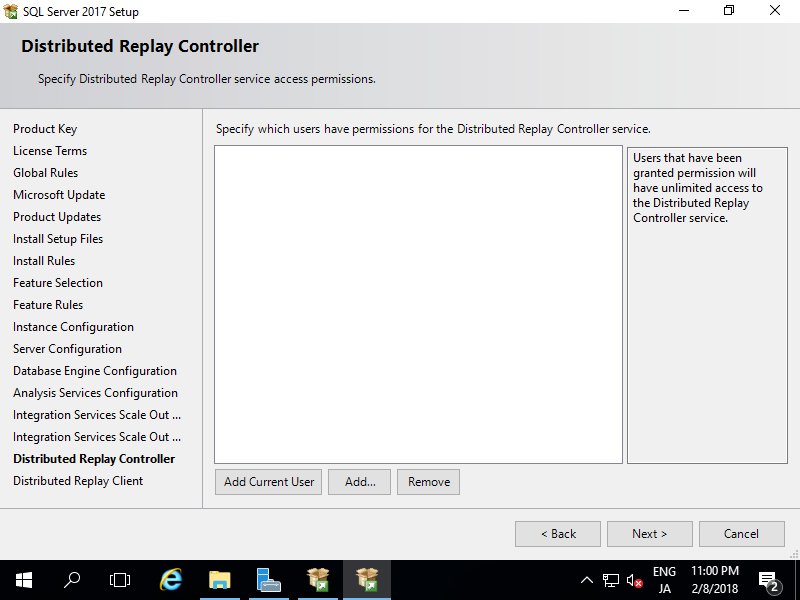 SQL Server 2017 Setup
Distributed Replay Controller
Specify Distributed Replay Controller service access permissions.
Product Key
License Terms
Global Rules
Microsoft Update
Product Updates
Install Setup Files
Install Rules
Feature Selection
Feature Rules
Instance Configuration
Server Configuration
Database Engine Configuration
Analysis Services Configuration
Integration Services Scale Out ...
Integration Services Scale Out ...
Distributed Replay Controller
Distributed Replay Client
Specify which users have permissions for the Distributed Replay Controller service.
Users that have been
granted permission will
have unlimited access to
the Distributed Replay
Controller service.
Add Current User
Add...
Remove
< Back
Next >
Cancel
ENG
JA
11:00 PM
2/8/2018
2